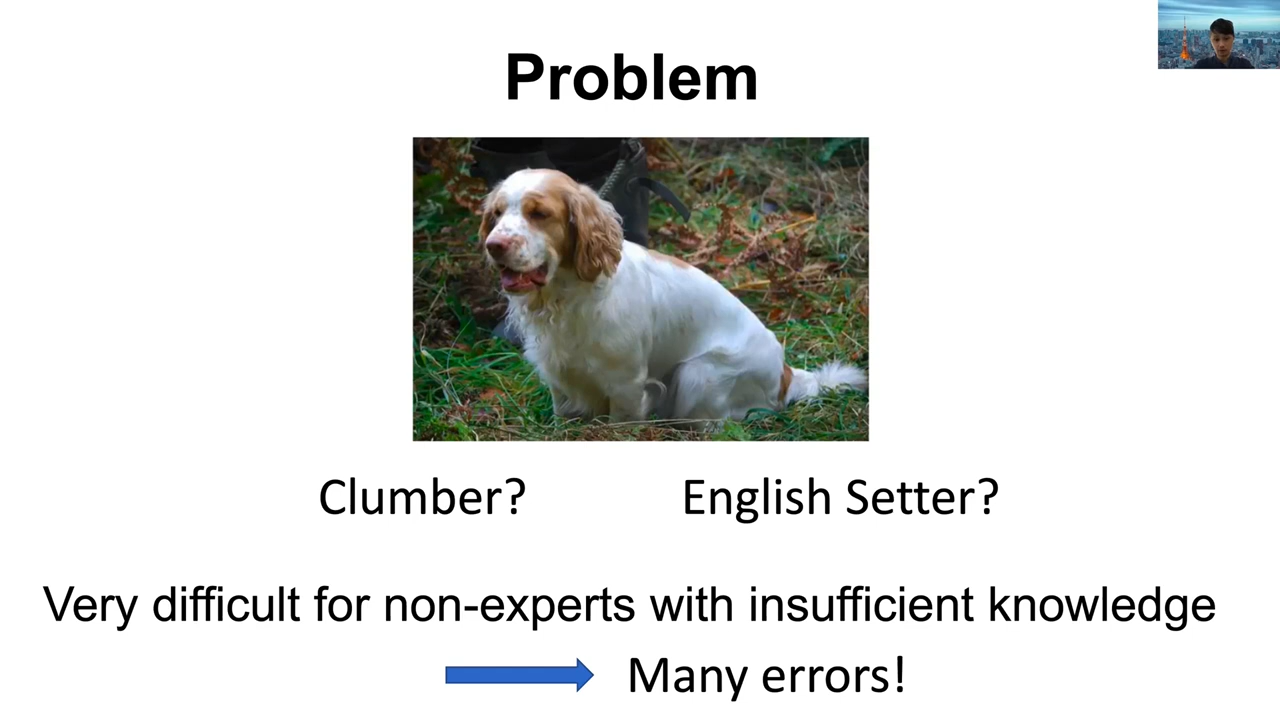 Problem
Clumber?
English Setter?
Very difficult for non-experts with insufficient knowledge
Many errors!